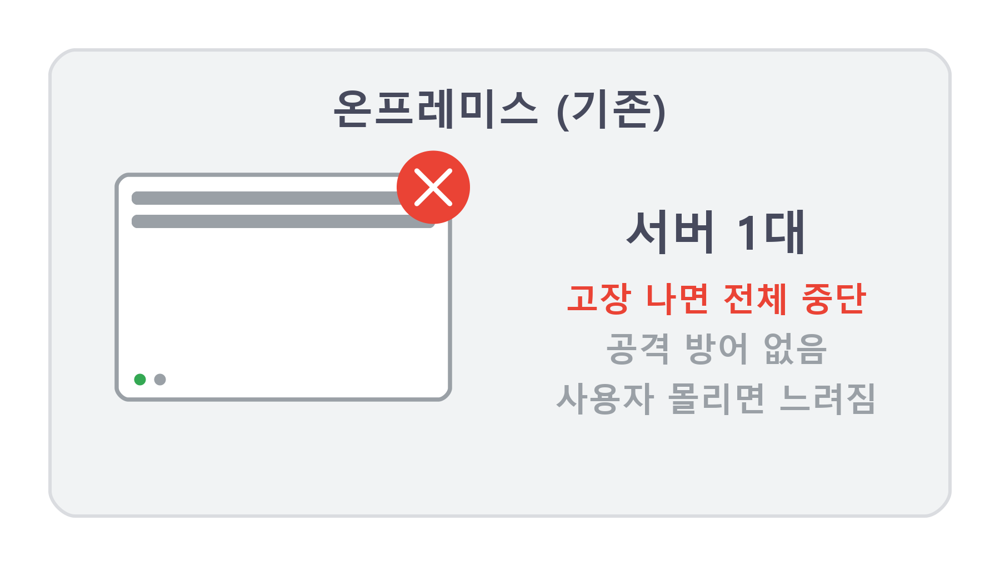 온프레미스 (기존)
서버 1대
고장 나면 전체 중단
공격 방어 없음
사용자 몰리면 느려짐